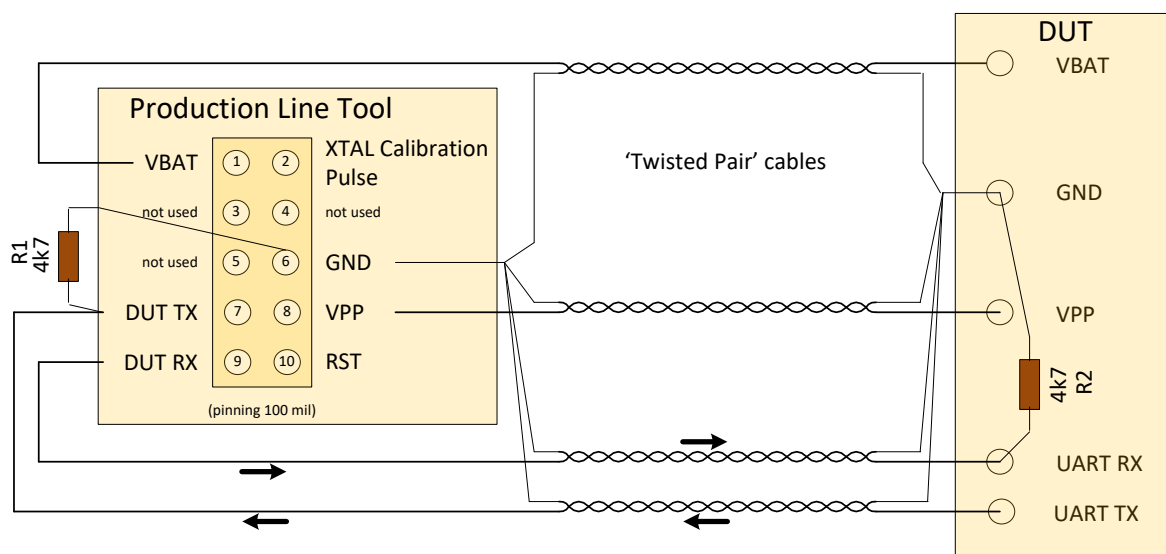 DUT
VBAT
Production Line Tool
VBAT
1
2
XTAL Calibration
Pulse
‘Twisted Pair’ cables
GND
not used
3
4
not used
R1
4k7
not used
5
6
GND
DUT TX
7
8
VPP
VPP
DUT RX
9
10
RST
4k7
R2
(pinning 100 mil)
UART RX
UART TX